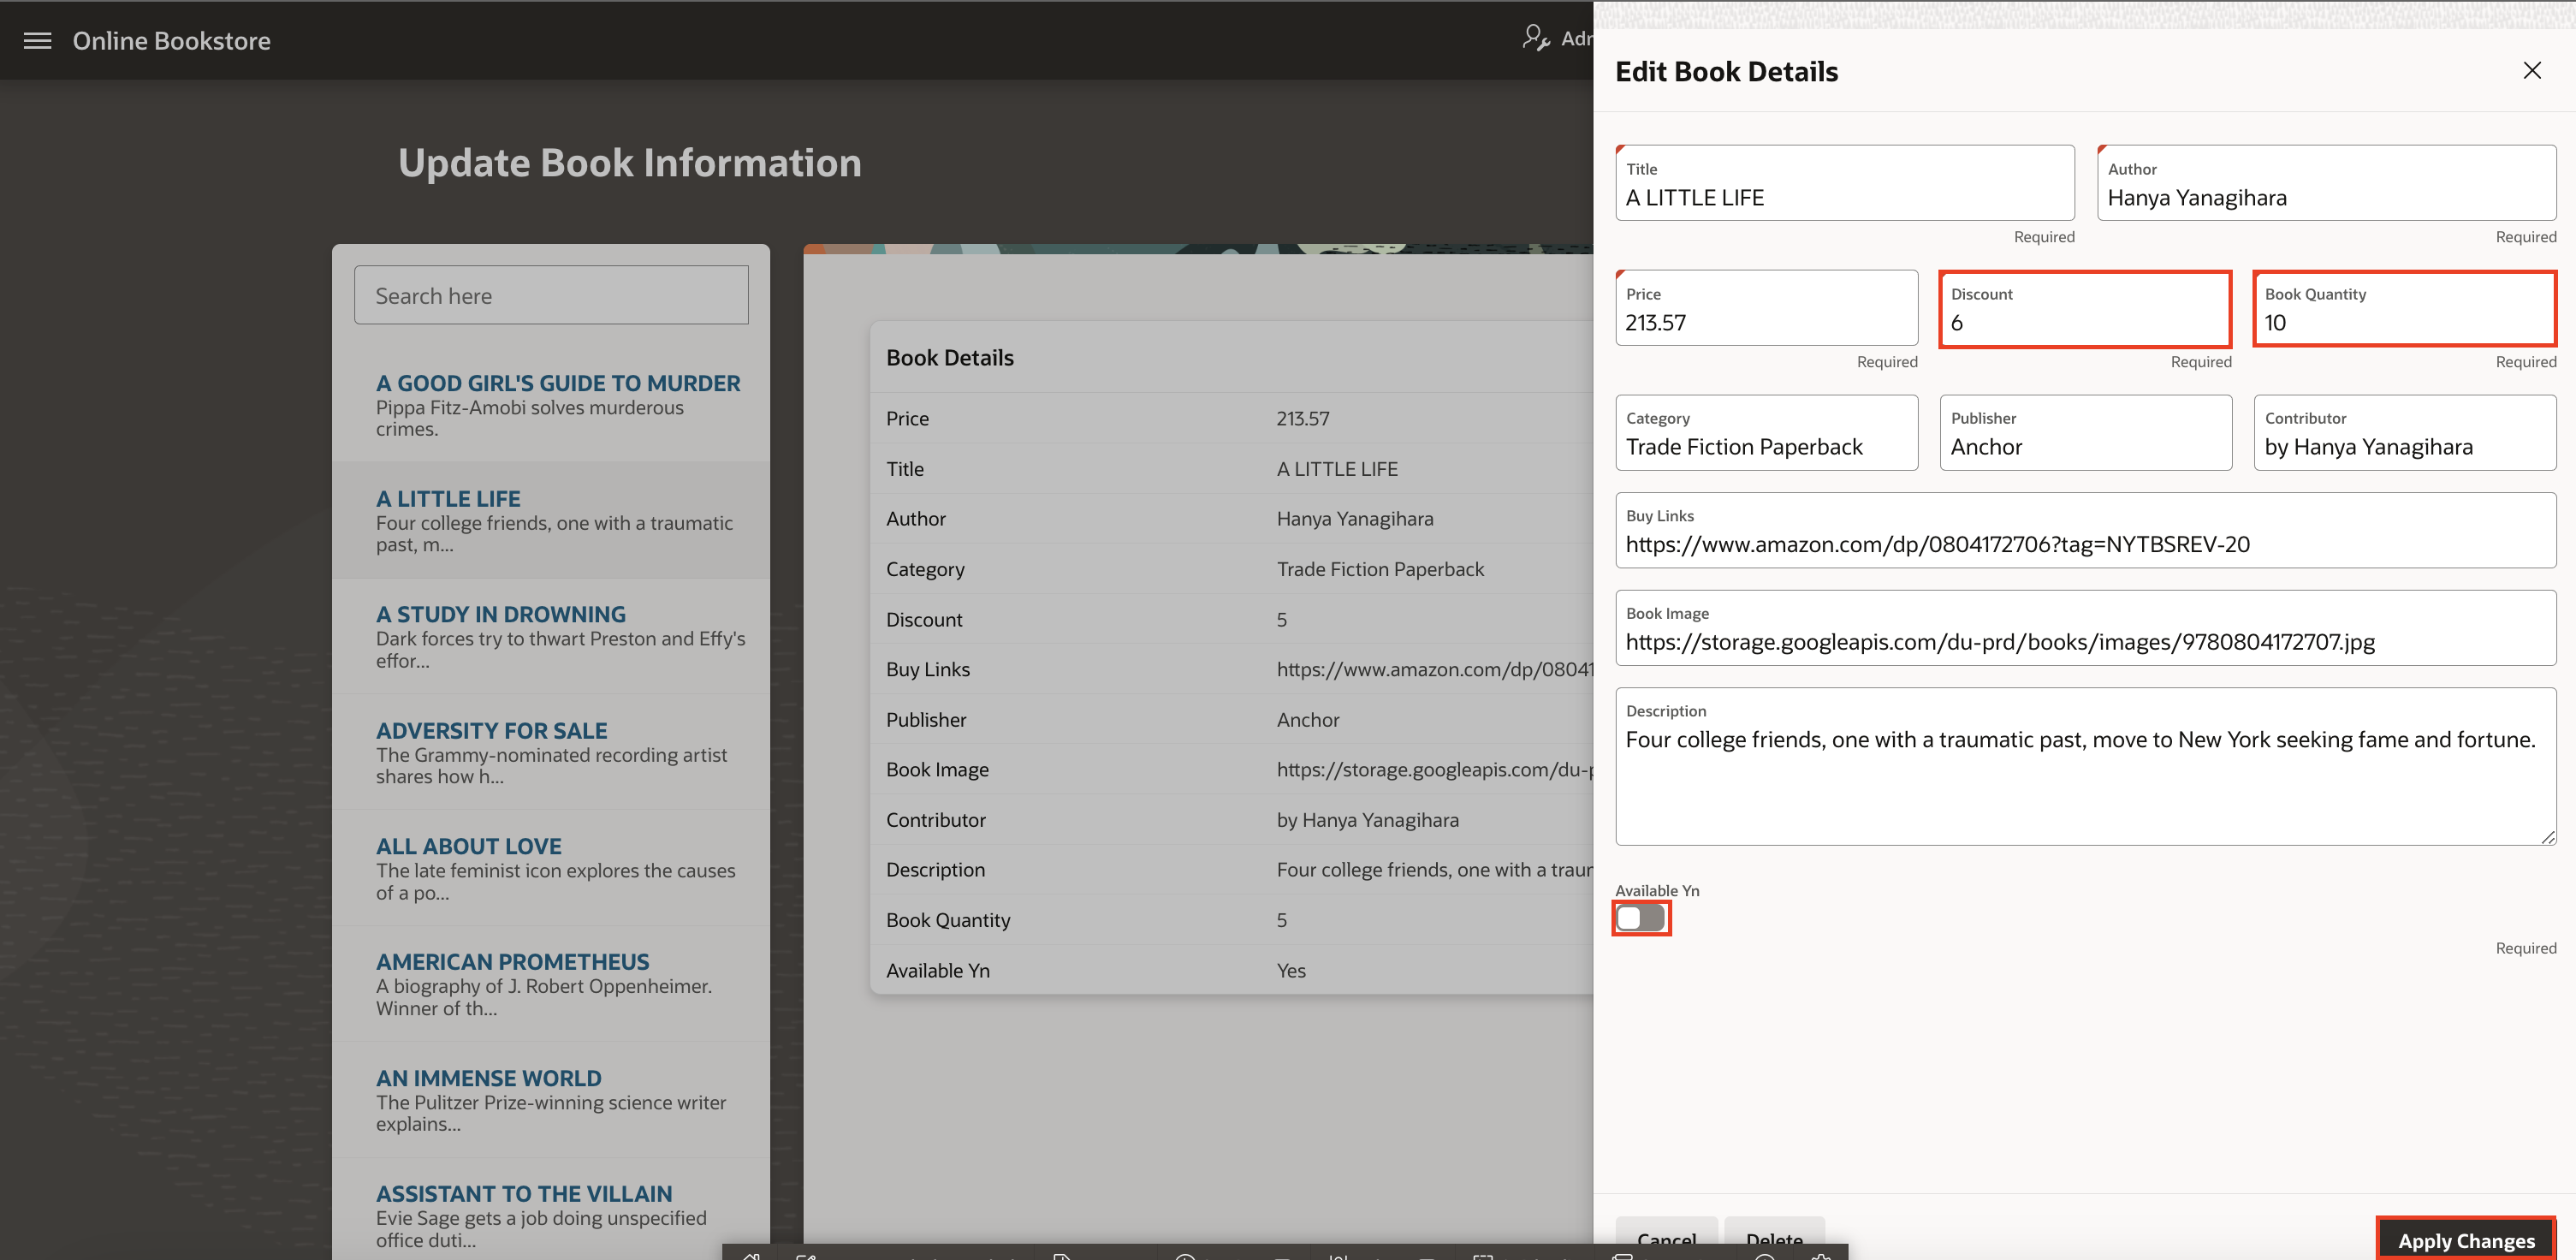 Online Bookstore
Update Book Information
Search here
A GOOD GIRL'S GUIDE TO MURDER
Pippa Fitz-Amobi solves murderous
crimes.
A LITTLE LIFE
Four college friends, one with a traumatic
past, m...
A STUDY IN DROWNING
Dark forces try to thwart Preston and Effy's
effor...
ADVERSITY FOR SALE
The Grammy-nominated recording artist
shares how h...
ALL ABOUT LOVE
The late feminist icon explores the causes
of a po...
AMERICAN PROMETHEUS
A biography of J. Robert Oppenheimer.
Winner of th...
AN IMMENSE WORLD
The Pulitzer Prize-winning science writer
explains...
ASSISTANT TO THE VILLAIN
Evie Sage gets a job doing unspecified
office duti...
Book Details
Price 213.57
Title A LITTLE LIFE
Author Hanya Yanagihara
Category Trade Fiction Paperback
Discount 5
Buy Links https://www.amazon.com/dp/08041
Publisher Anchor
Book Image https://storage.googleapis.com/du-p
Contributor by Hanya Yanagihara
Description Four college friends, one with a traur
Book Quantity 5
Available Yn Yes
Edit Book Details
Title
A LITTLE LIFE
Required
Author
Hanya Yanagihara
Required
Price
213.57
Required
Discount
6
Required
Book Quantity
10
Required
Category
Trade Fiction Paperback
Publisher
Anchor
Contributor
by Hanya Yanagihara
Buy Links
https://www.amazon.com/dp/0804172706?tag=NYTBSREV-20
Book Image
https://storage.googleapis.com/du-prd/books/images/9780804172707.jpg
Description
Four college friends, one with a traumatic past, move to New York seeking fame and fortune.
Available Yn
Required
Cancel
Delete
Apply Changes